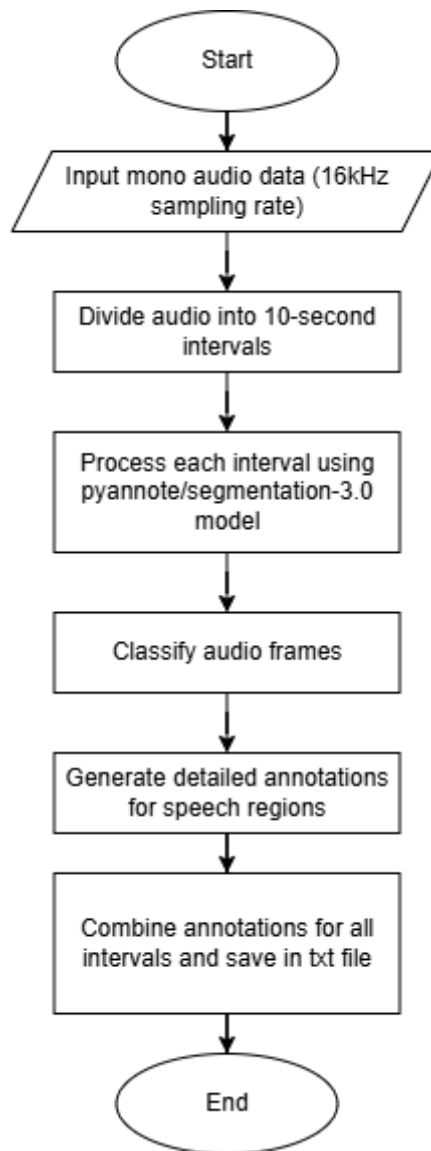 Start
Input mono audio data (16kHz
sampling rate)
Divide audio into 10-second
intervals
Process each interval using
pyannote/segmentation-3.0
model
Classify audio frames
Generate detailed annotations
for speech regions
Combine annotations for all
intervals and save in txt file
End